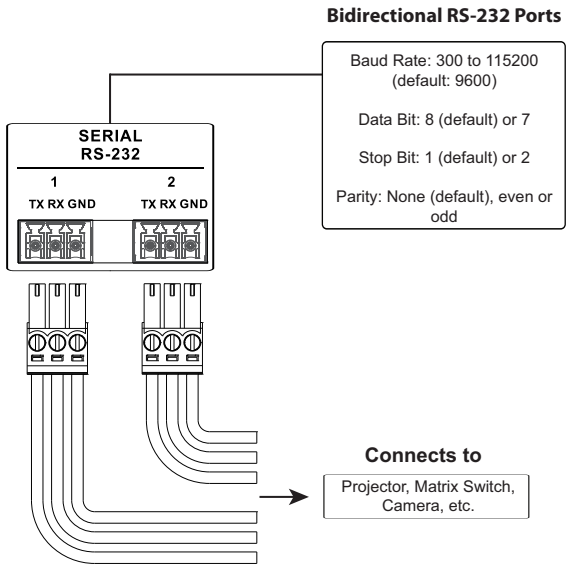 Bidirectional RS-232 Ports
Baud Rate: 300 to 115200
(default: 9600)
Data Bit: 8 (default) or 7
Stop Bit: 1 (default) or 2
Parity: None (default), even or
odd
SERIAL
RS-232
1 2
TX RX GND TX RX GND
Connects to
Projector, Matrix Switch,
Camera, etc.